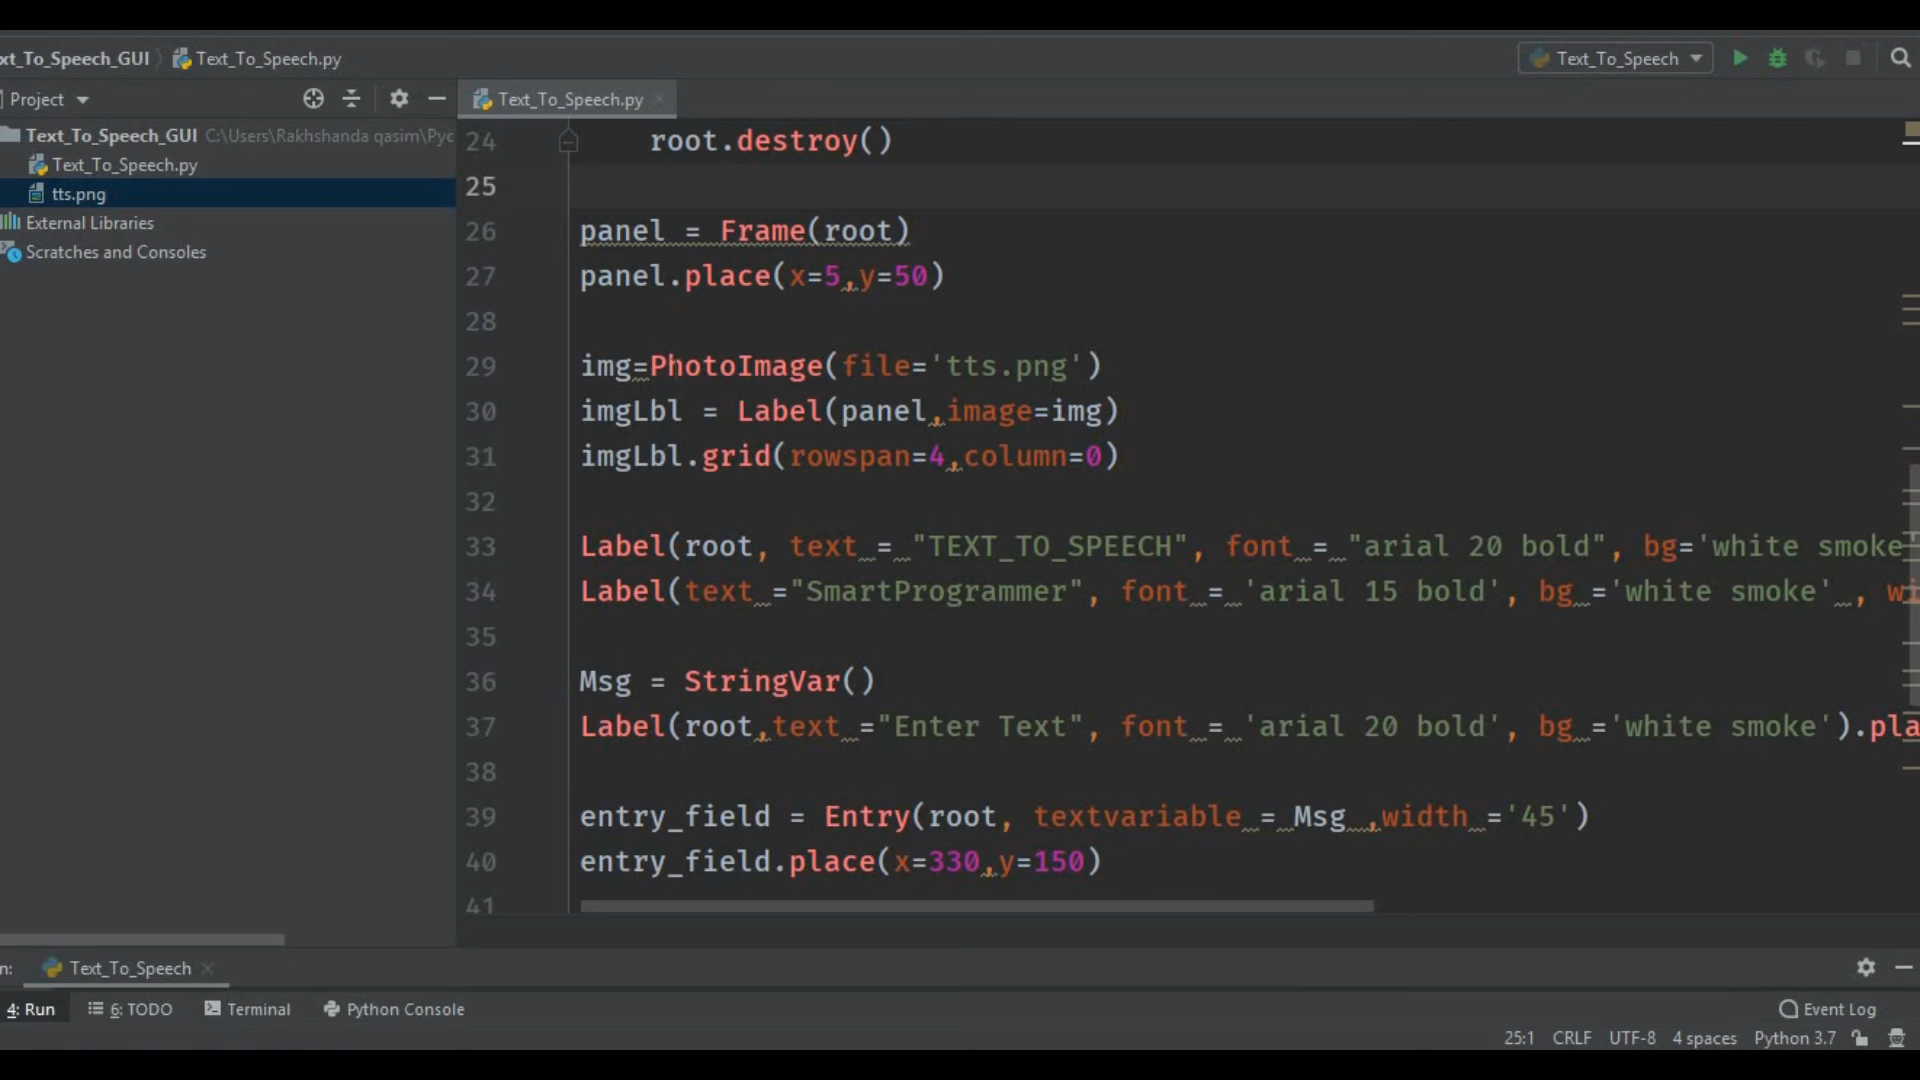 xt_To_Speech_GUI Text_To_Speech.py Text_To_Speech
Project Text_To_Speech.py
Text_To_Speech_GUI C:\Users\Rakhshanda qasim\Pyc
Text_To_Speech.py
tts.png
External Libraries
Scratches and Consoles
24 root.destroy()
25
26 panel = Frame(root)
27 panel.place(x=5,y=50)
28
29 img=PhotoImage(file='tts.png')
30 imgLbl = Label(panel,image=img)
31 imgLbl.grid(rowspan=4,column=0)
32
33 Label(root, text = "TEXT_TO_SPEECH", font = "arial 20 bold", bg='white smoke'
34 Label(text ="SmartProgrammer", font = 'arial 15 bold', bg ='white smoke' , wi
35
36 Msg = StringVar()
37 Label(root,text ="Enter Text", font = 'arial 20 bold', bg ='white smoke').pla
38
39 entry_field = Entry(root, textvariable = Msg ,width ='45')
40 entry_field.place(x=330,y=150)
41
n: Text_To_Speech
4: Run 6: TODO Terminal Python Console Event Log
25:1 CRLF UTF-8 4 spaces Python 3.7